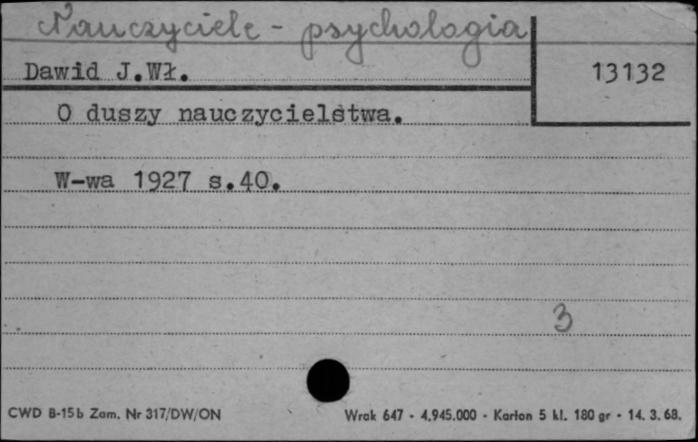 Nauczyciele - psychologia
Dawid J.Wł.
13132
O duszy nauczycielstwa.
W-wa 1927 s.40.
3
CWD B-15b Zam. Nr 317/DW/ON
Wrak 647 - 4.945.000 - Karton 5 kl. 180 gr - 14. 3. 68.